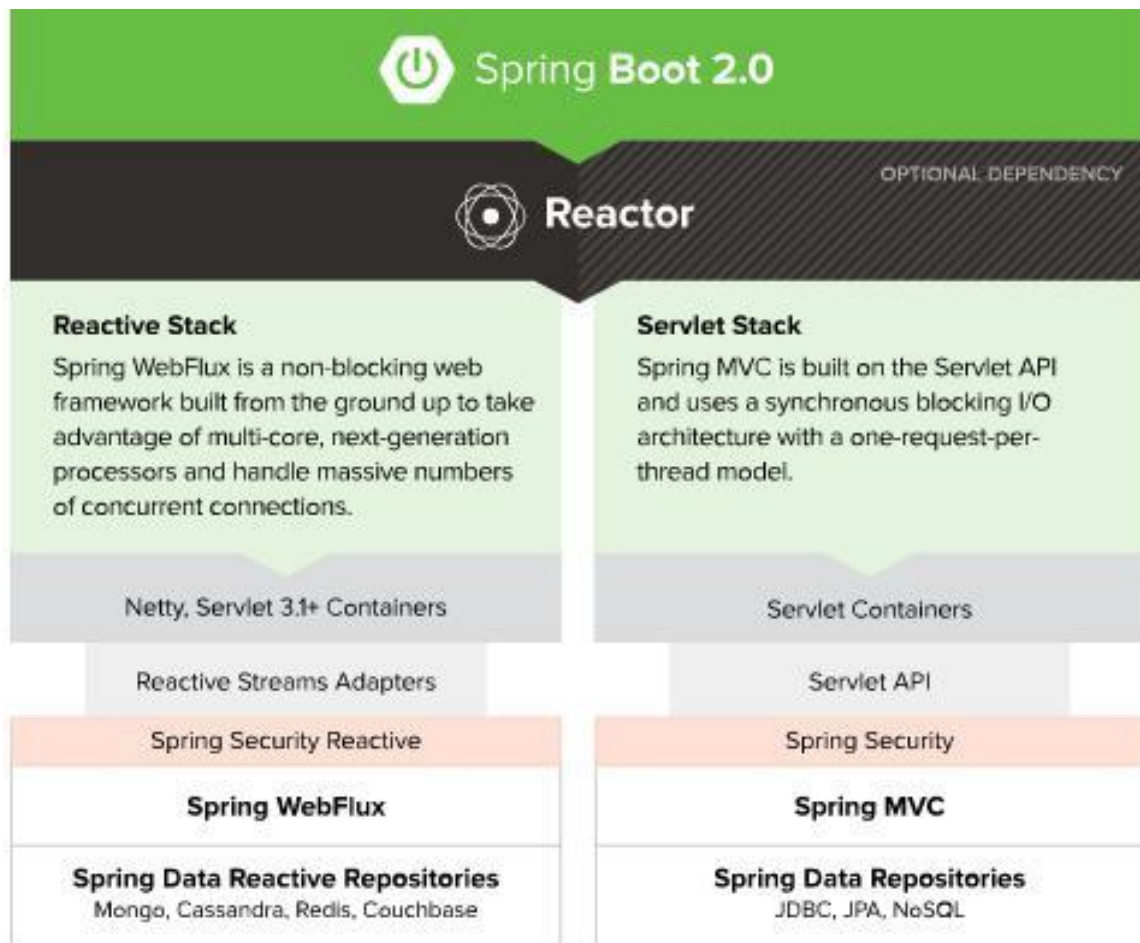 Spring Boot 2.0
OPTIONAL DEPENDENCY
Reactor
Reactive Stack
Spring WebFlux is a non-blocking web
framework built from the ground up to take
advantage of multi-core, next-generation
processors and handle massive numbers
of concurrent connections.
Servlet Stack
Spring MVC is built on the Servlet API
and uses a synchronous blocking I/O
architecture with a one-request-per-
thread model.
Netty, Servlet 3.1+ Containers
Servlet Containers
Reactive Streams Adapters
Servlet API
Spring Security Reactive
Spring Security
Spring WebFlux
Spring MVC
Spring Data Reactive Repositories
Mongo, Cassandra, Redis, Couchbase
Spring Data Repositories
JDBC, JPA, NoSQL